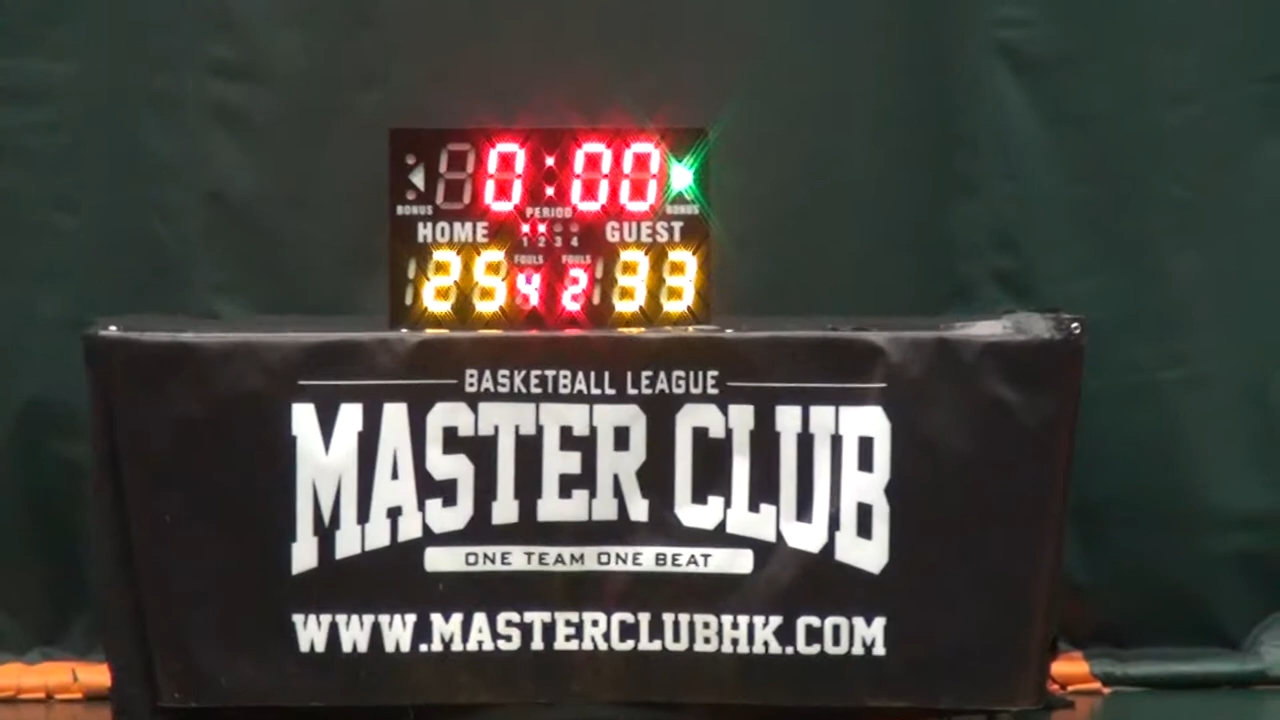 0:00
BONUS PERIOD BONUS
HOME 1 2 3 4 GUEST
FOULS FOULS
25 4 2 33
BASKETBALL LEAGUE
MASTER CLUB
ONE TEAM ONE BEAT
WWW.MASTERCLUBHK.COM